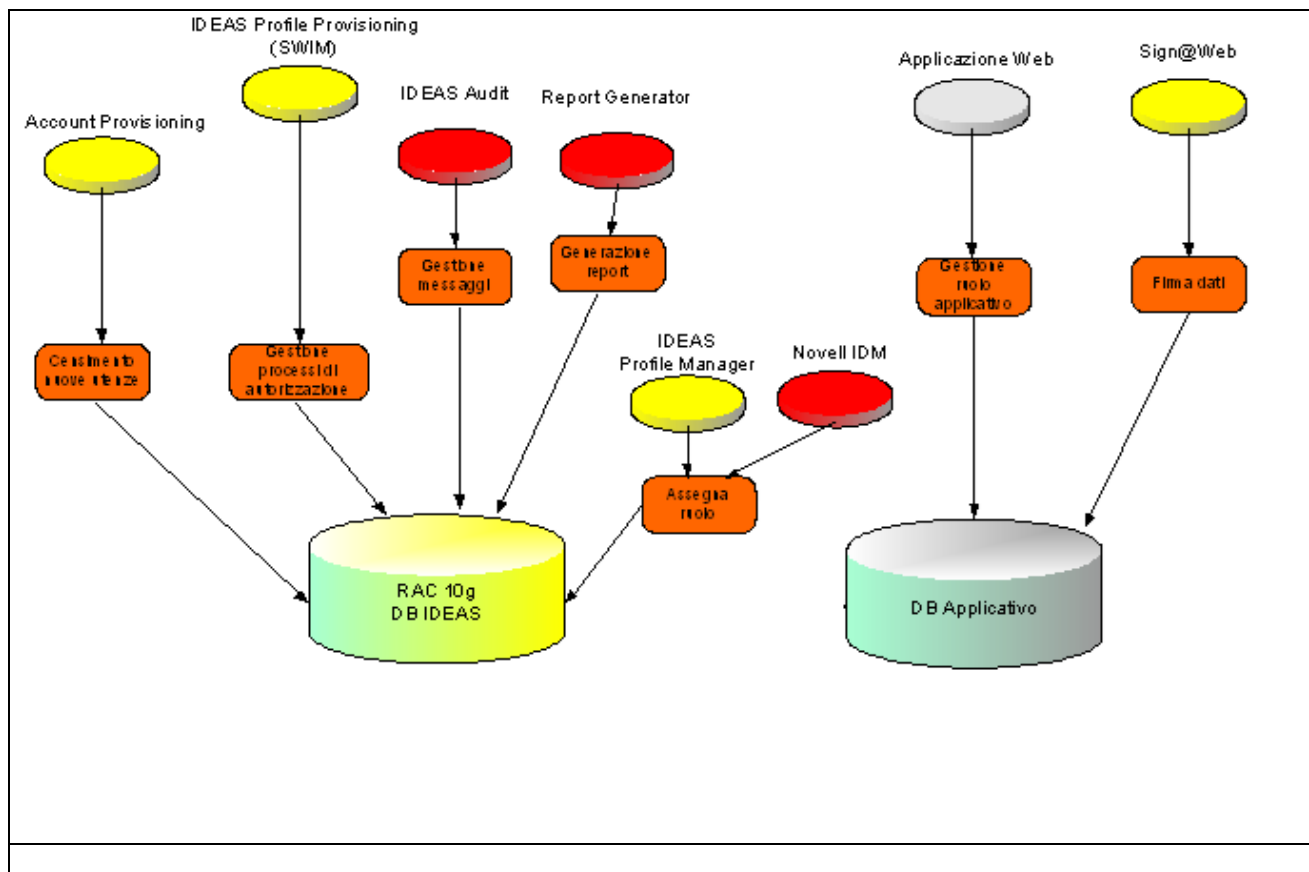 IDEAS Profile Provisioning
(SWIM)
Account Provisioning
IDEAS Audit
Report Generator
Applicazione Web
Sign@Web
Censimento
nuove utenze
Gestione
processi di
autorizzazione
Gestione
messaggi
Generazione
report
Gestione
ruolo
applicativo
Firma dati
IDEAS
Profile Manager
Novell IDM
Assegna
ruolo
RAC 10g
DB IDEAS
DB Applicativo